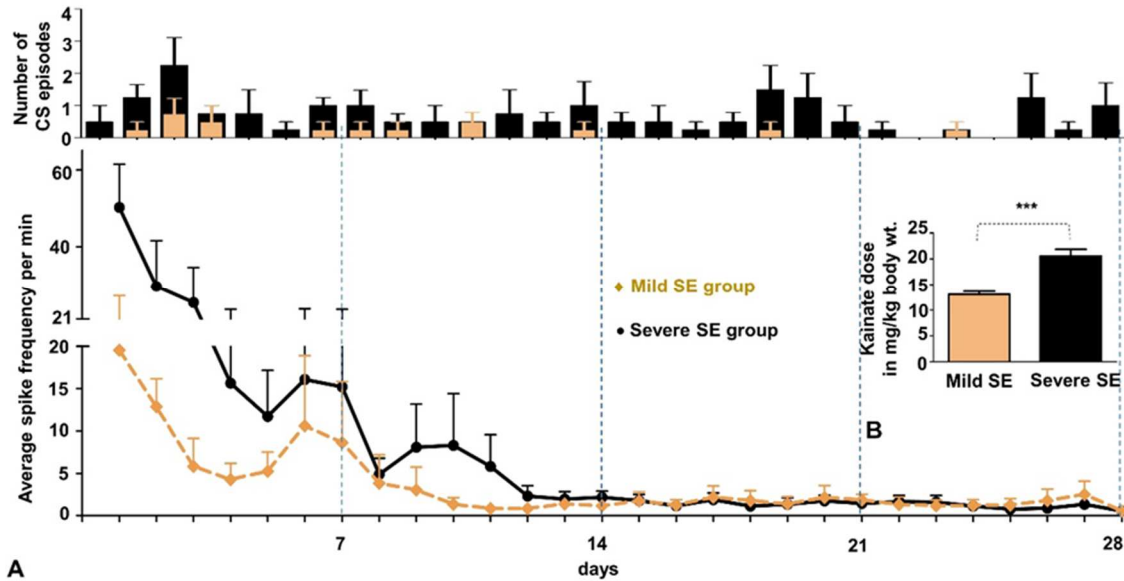 Number of
CS episodes
4
3
2
1
0
Average spike frequency per min
60
40
21
20
15
10
5
0
Mild SE group
Severe SE group
***
Kainate dose
in mg/kg body wt.
25
20
15
10
5
0
Mild SE Severe SE
B
7 14 21 28
days
A